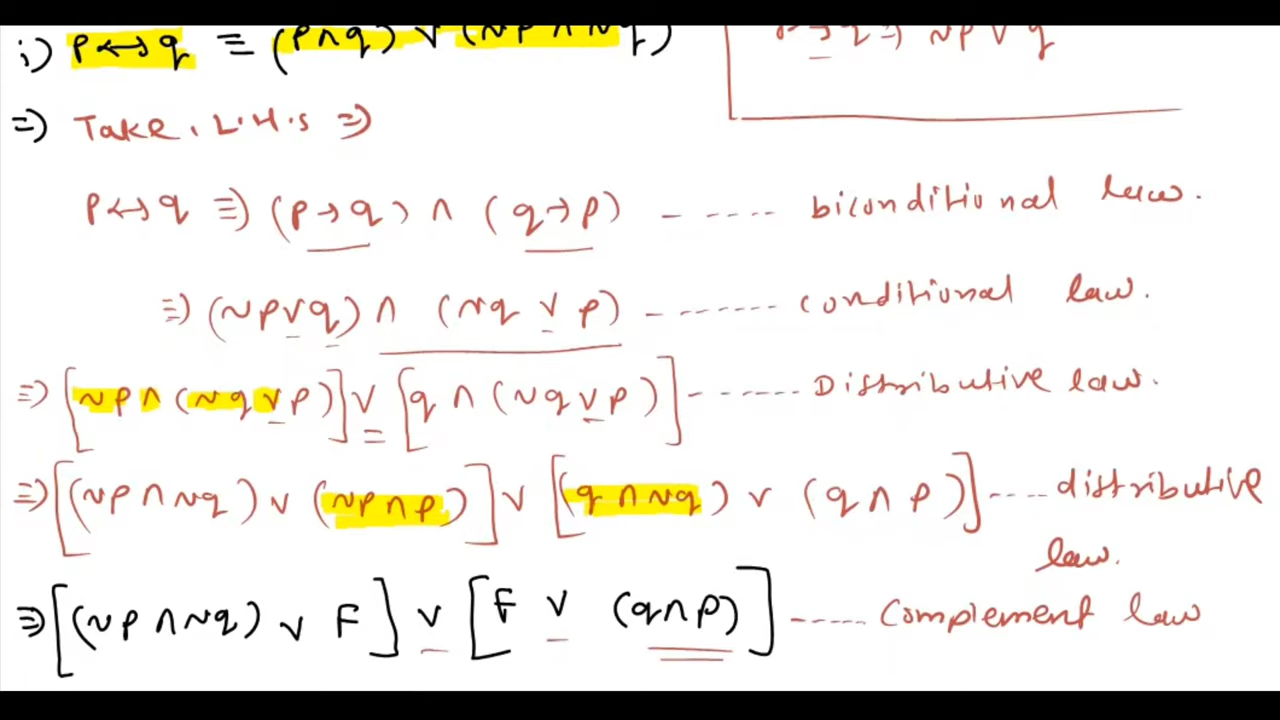 i) p↔q ≡ (p∧q) ∨ (~p∧~q)
p→q ⇒ ~p∨q
⇒) Take. L.H.S ⇒)
p↔q ≡) (p→q) ∧ (q→p) - ---- biconditional law.
≡) (~p∨q) ∧ (~q∨p) ------- conditional law.
≡) [~p∧(~q∨p)] ∨ [q∧(~q∨p)] ------ Distributive law.
≡) [(~p∧~q) ∨ (~p∧p)] ∨ [(q∧~q) ∨ (q∧p)] ---- distributive
law.
≡) [(~p∧~q) ∨ F] ∨ [F ∨ (q∧p)] ----- Complement law